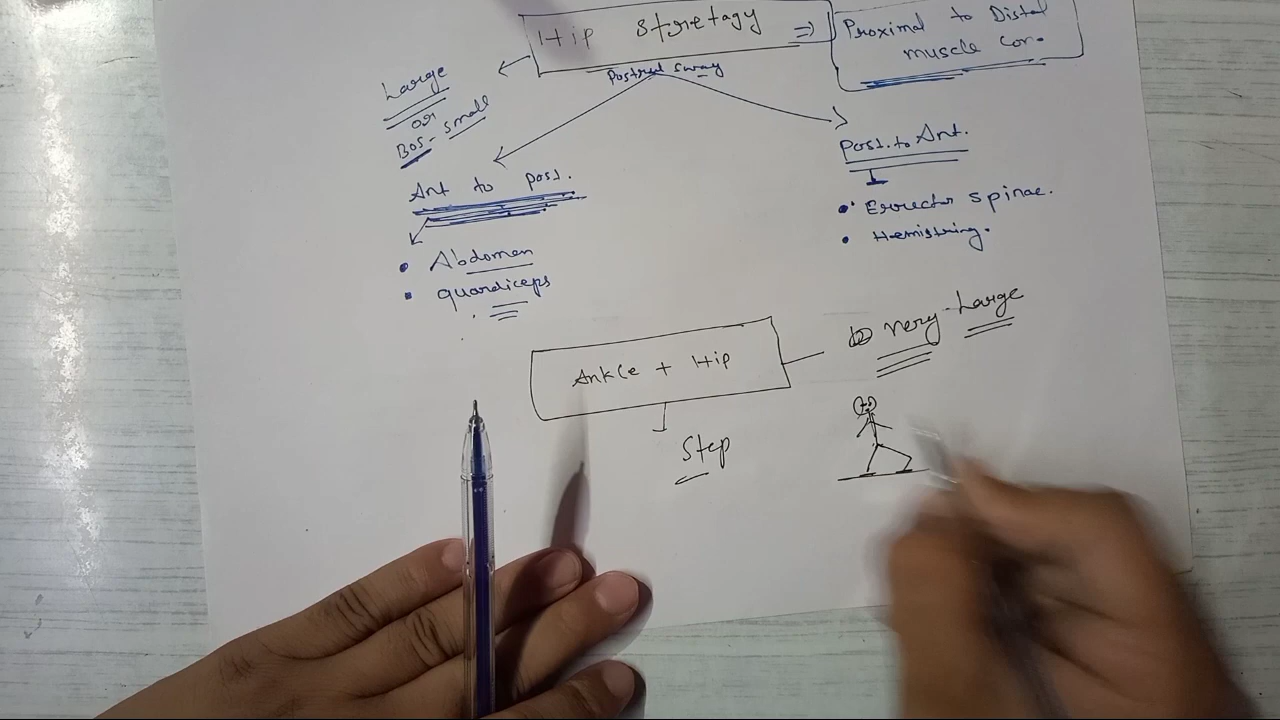 Hip Stretagy =>
Proximal to Distal
muscle con.
Postural Sway
Large
or
BOS - small
Ant to post.
• Abdomen
• quardiceps
Post. to Ant.
• Errector spinae.
• Hemistring.
Ankle + Hip
Very Large
Step